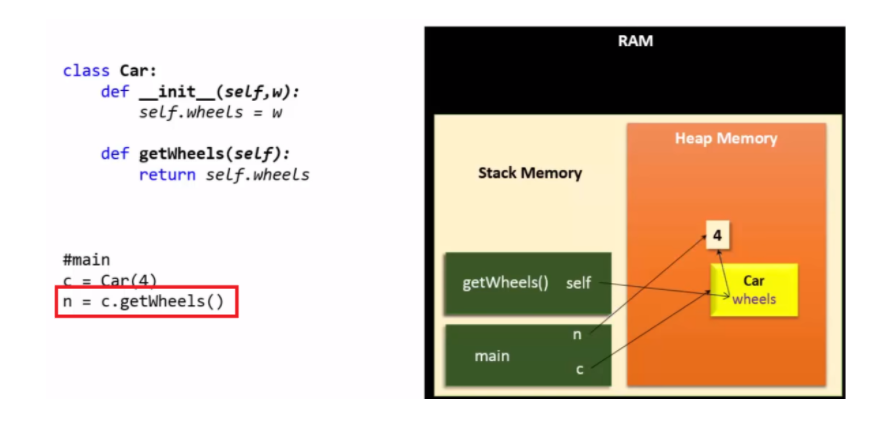 class Car:
    def __init__(self,w):
        self.wheels = w
    def getWheels(self):
        return self.wheels
#main
c = Car(4)
n = c.getWheels()
RAM
Stack Memory
Heap Memory
4
getWheels() self
Car
wheels
n
main
c